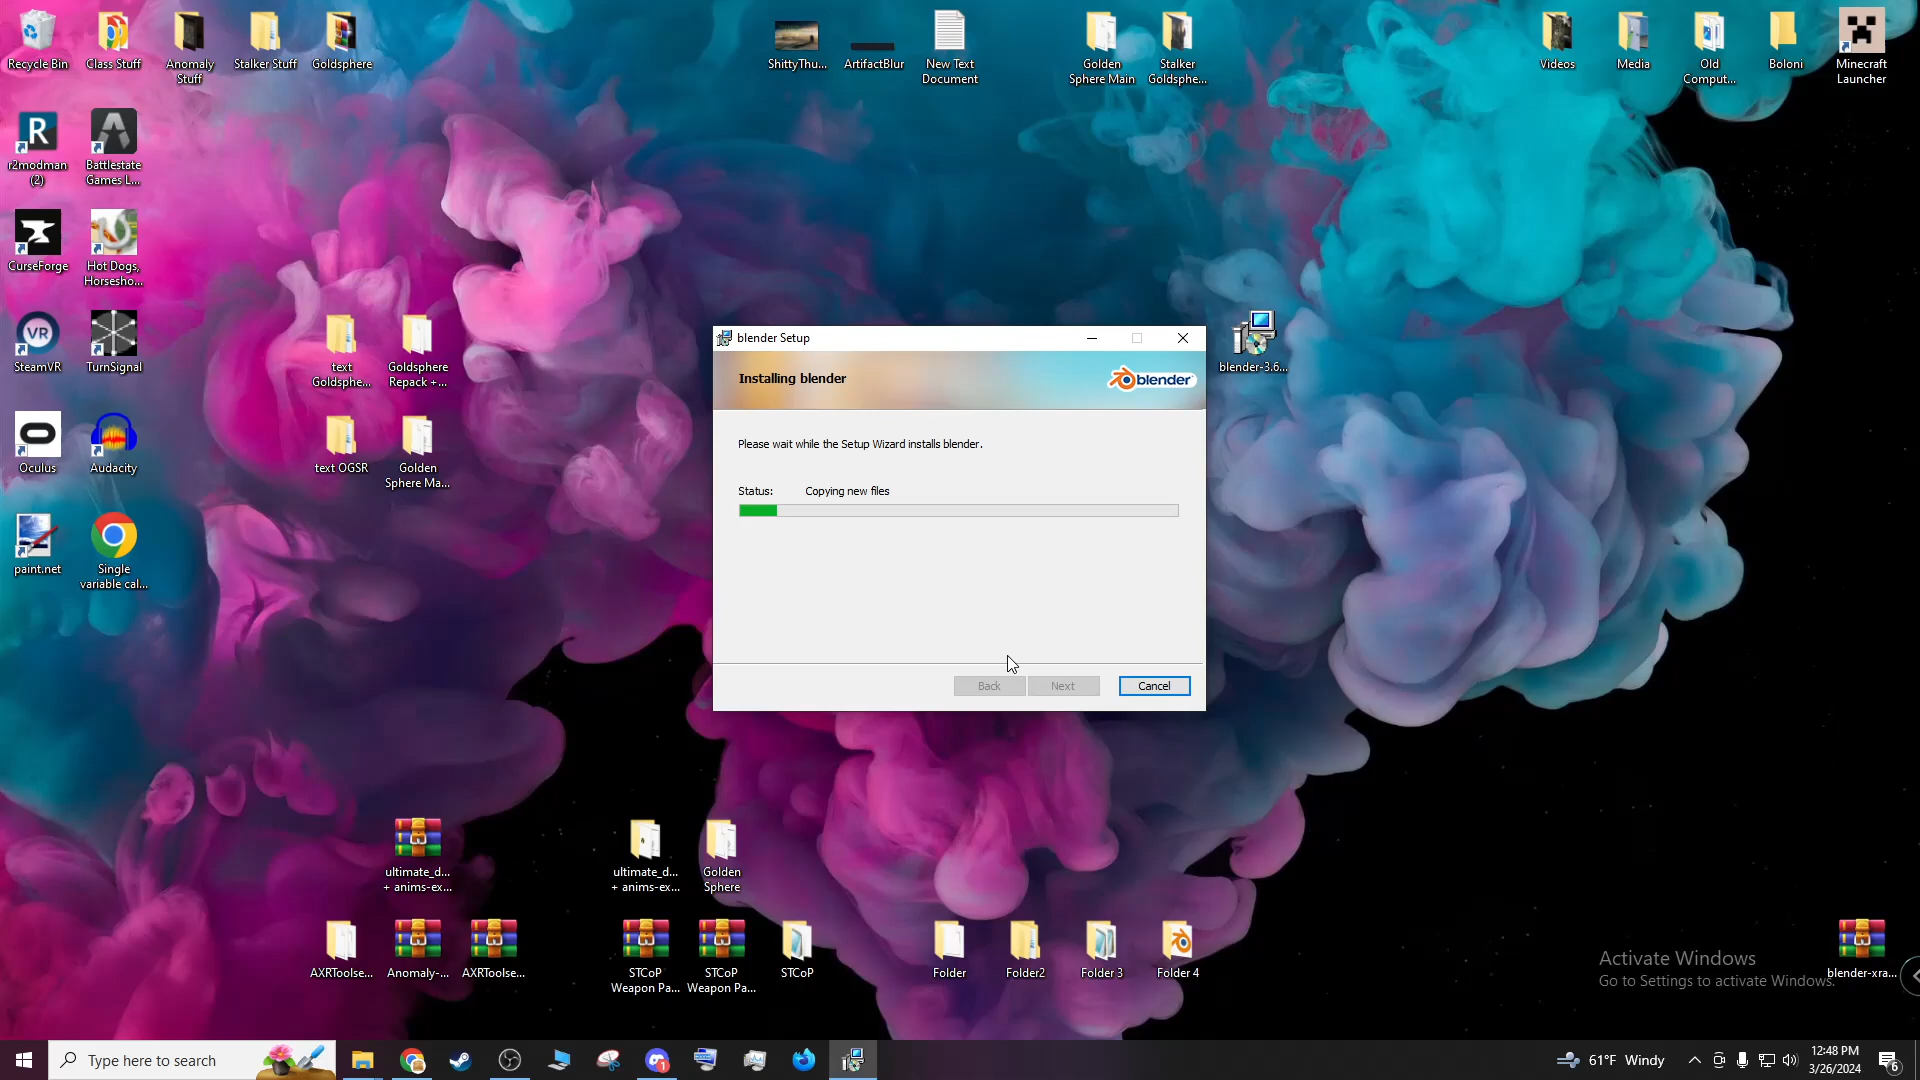 Recycle Bin
Class Stuff
Anomaly
Stuff
Stalker Stuff
Goldsphere
ShittyThu...
ArtifactBlur
New Text
Document
Golden
Sphere Main
Stalker
Goldsphe...
Videos
Media
Old
Comput...
Boloni
Minecraft
Launcher
R
r2modman
(2)
Battlestate
Games L...
CurseForge
Hot Dogs,
Horsesho...
VR
SteamVR
TurnSignal
text
Goldsphe...
Goldsphere
Repack +...
Oculus
Audacity
text OGSR
Golden
Sphere Ma...
paint.net
Single
variable cal...
blender Setup
Installing blender
blender
Please wait while the Setup Wizard installs blender.
Status: Copying new files
Back
Next
Cancel
blender-3.6...
ultimate_d...
+ anims-ex...
ultimate_d...
+ anims-ex...
Golden
Sphere
AXRToolse...
Anomaly-...
AXRToolse...
STCoP
Weapon Pa...
STCoP
Weapon Pa...
STCoP
Folder
Folder2
Folder 3
Folder 4
blender-xra...
Activate Windows
Go to Settings to activate Windows.
Type here to search
1
61°F Windy
12:48 PM
3/26/2024
6